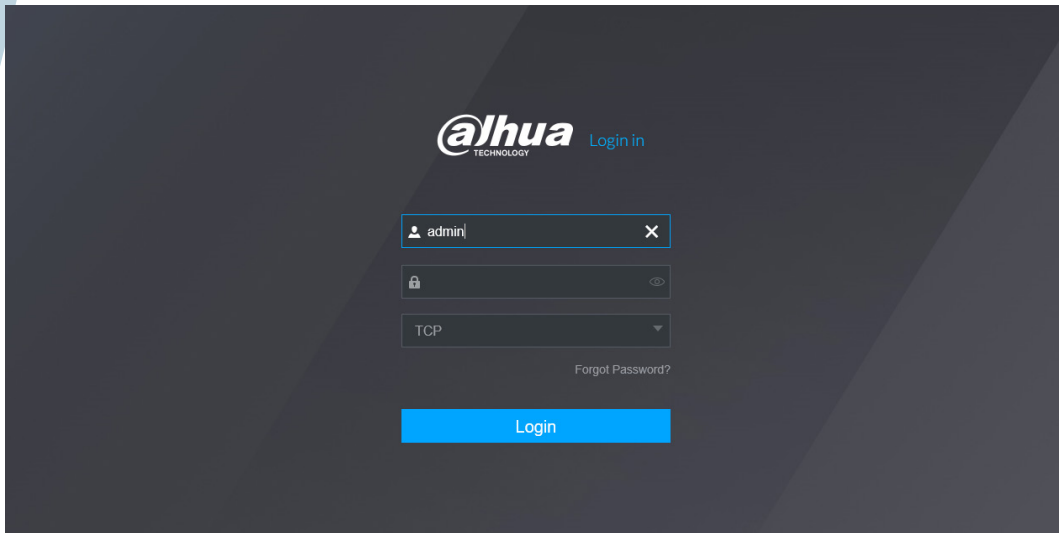 alhua
TECHNOLOGY
Login in
admin
TCP
Forgot Password?
Login